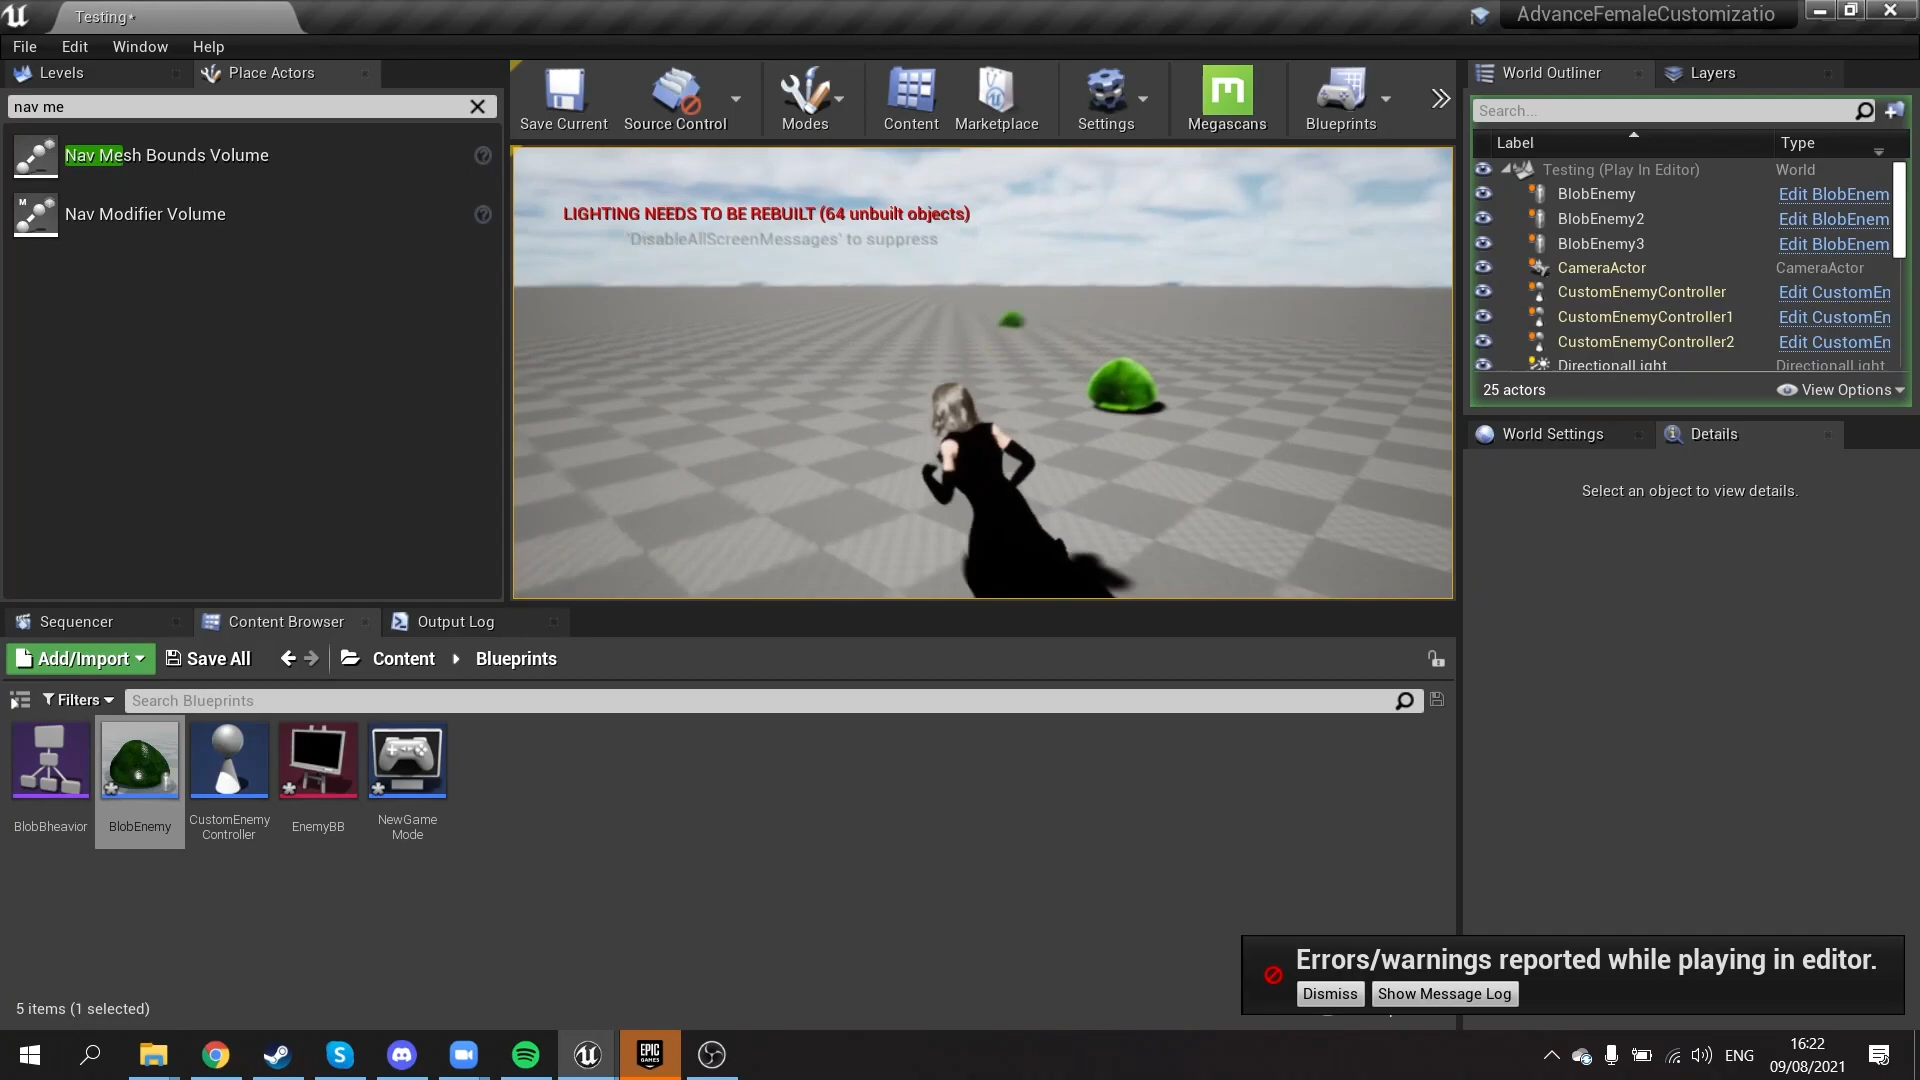 Testing*
AdvanceFemaleCustomizatio
File Edit Window Help
Levels
Place Actors
nav me
Nav Mesh Bounds Volume
M
Nav Modifier Volume
Save Current
Source Control
Modes
Content
Marketplace
Settings
Megascans
Blueprints
LIGHTING NEEDS TO BE REBUILT (64 unbuilt objects)
'DisableAllScreenMessages' to suppress
World Outliner
Layers
Search...
Label Type
Testing (Play In Editor) World
BlobEnemy Edit BlobEnem
BlobEnemy2 Edit BlobEnem
BlobEnemy3 Edit BlobEnem
CameraActor CameraActor
CustomEnemyController Edit CustomEn
CustomEnemyController1 Edit CustomEn
CustomEnemyController2 Edit CustomEn
DirectionalLight DirectionalLight
25 actors
View Options
World Settings
Details
Select an object to view details.
Sequencer
Content Browser
Output Log
Add/Import
Save All
Content
Blueprints
Filters
Search Blueprints
BlobBheavior
BlobEnemy
CustomEnemy
Controller
EnemyBB
NewGame
Mode
Errors/warnings reported while playing in editor.
Dismiss
Show Message Log
5 items (1 selected)
EPIC
GAMES
ENG
16:22
09/08/2021